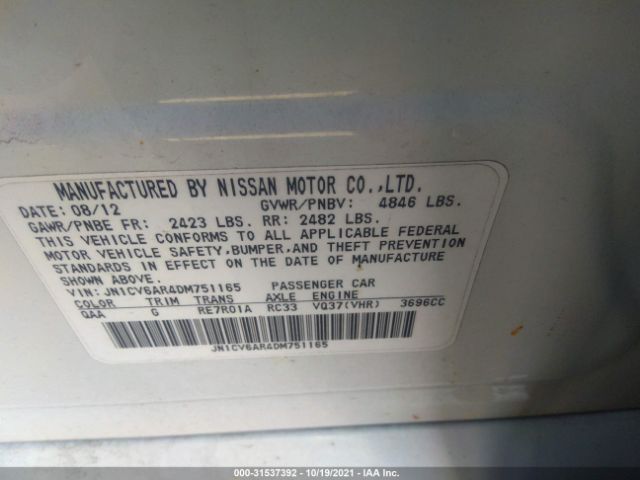 MANUFACTURED BY NISSAN MOTOR CO.,LTD.
DATE: 08/12 GVWR/PNBV: 4846 LBS.
GAWR/PNBE FR: 2423 LBS. RR: 2482 LBS.
THIS VEHICLE CONFORMS TO ALL APPLICABLE FEDERAL
MOTOR VEHICLE SAFETY,BUMPER,AND THEFT PREVENTION
STANDARDS IN EFFECT ON THE DATE OF MANUFACTURE
SHOWN ABOVE.
VIN: JN1CV6AR4DM751165 PASSENGER CAR
COLOR TRIM TRANS AXLE ENGINE
QAA G RE7R01A RC33 VQ37(VHR) 3696CC
JN1CV6AR4DM751165
000-31537392 - 10/19/2021 - IAA Inc.